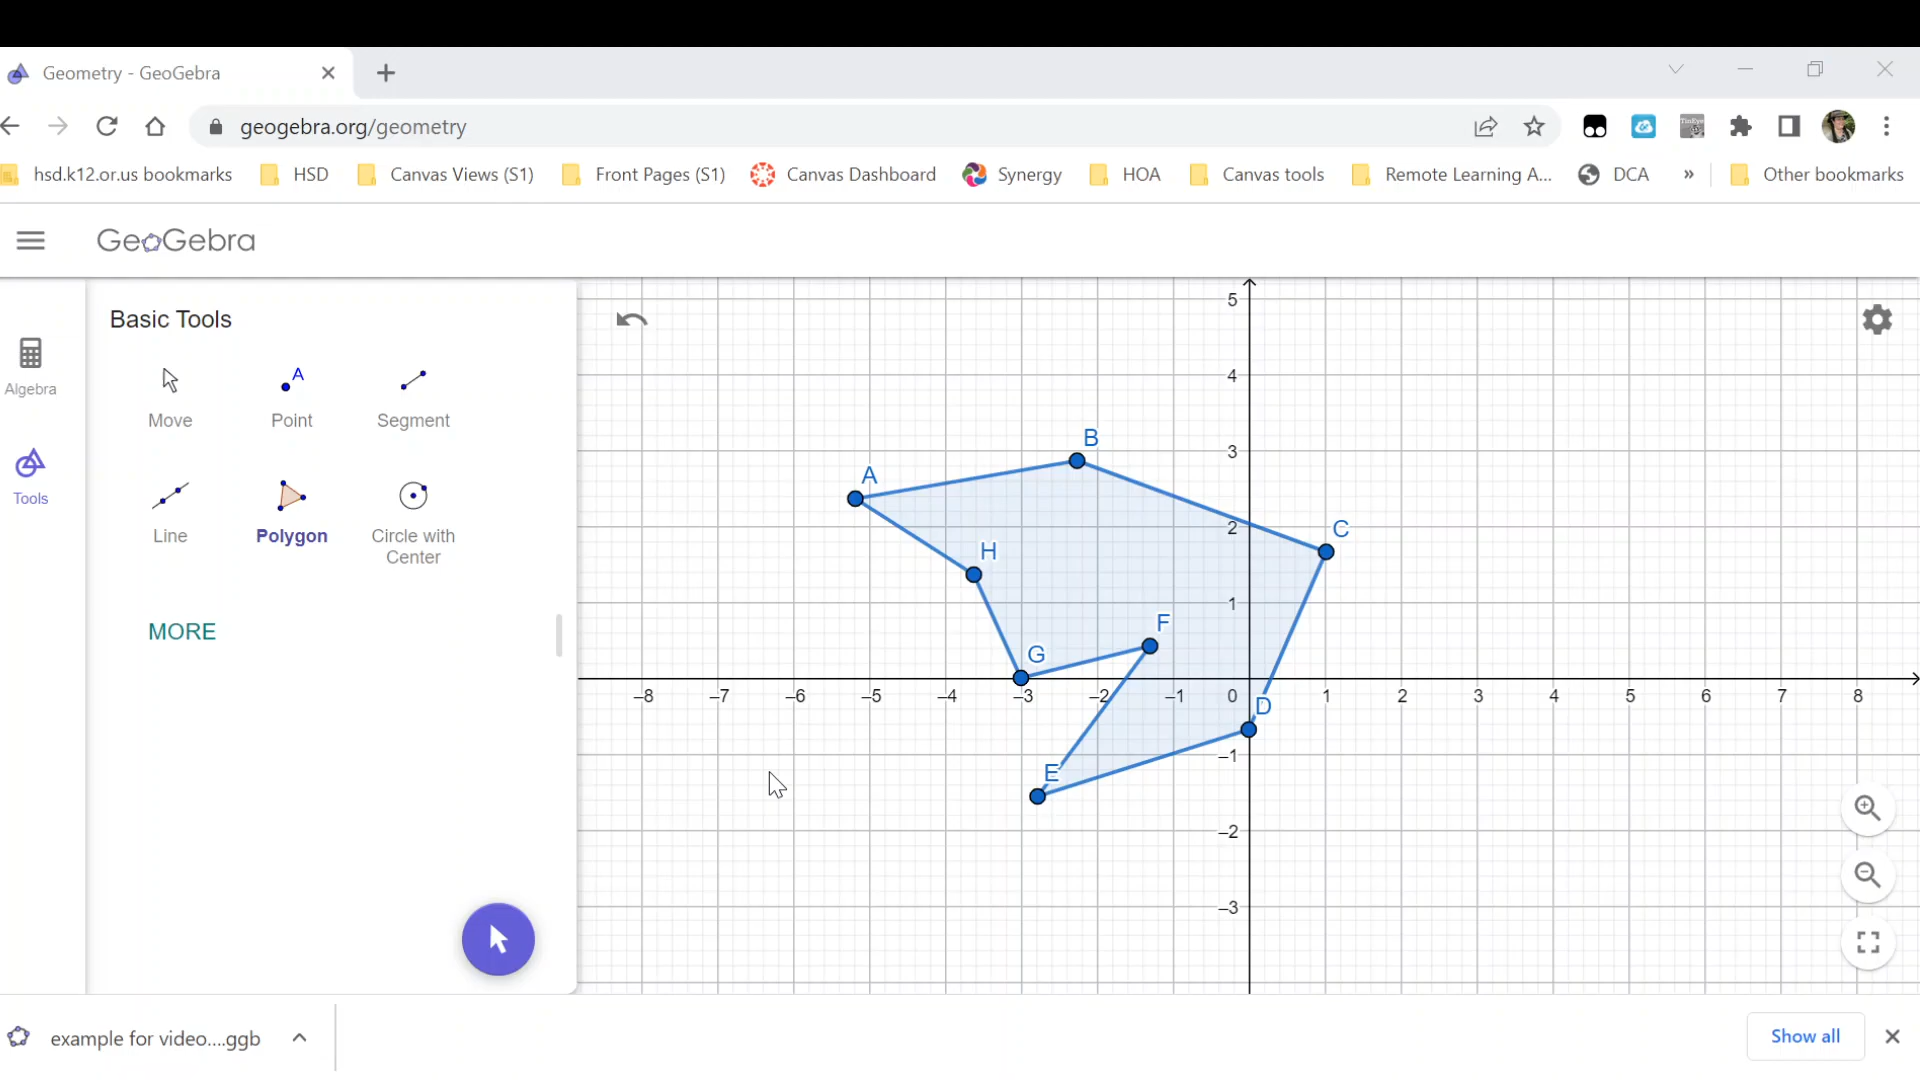 Geometry - GeoGebra
geogebra.org/geometry
TinEye
hsd.k12.or.us bookmarks HSD Canvas Views (S1) Front Pages (S1) Canvas Dashboard Synergy HOA Canvas tools Remote Learning A... DCA » Other bookmarks
GeoGebra
Algebra
Tools
Basic Tools
A
Move Point Segment
Line Polygon Circle with
Center
MORE
5
4
3
2
1
–8 –7 –6 –5 –4 –3 –2 –1 0 1 2 3 4 5 6 7 8
–1
–2
–3
A
B
C
D
E
F
G
H
example for video....ggb
Show all